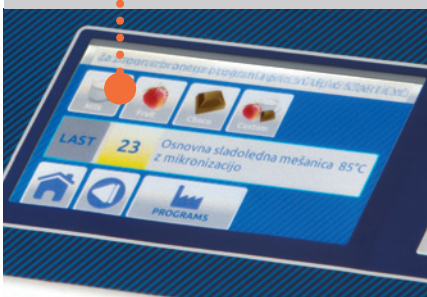 Milk
Fruit
Choco
Custom
LAST
23
Osnovna sladoledna mešanica 85°C
z mikronizacijo
PROGRAMS